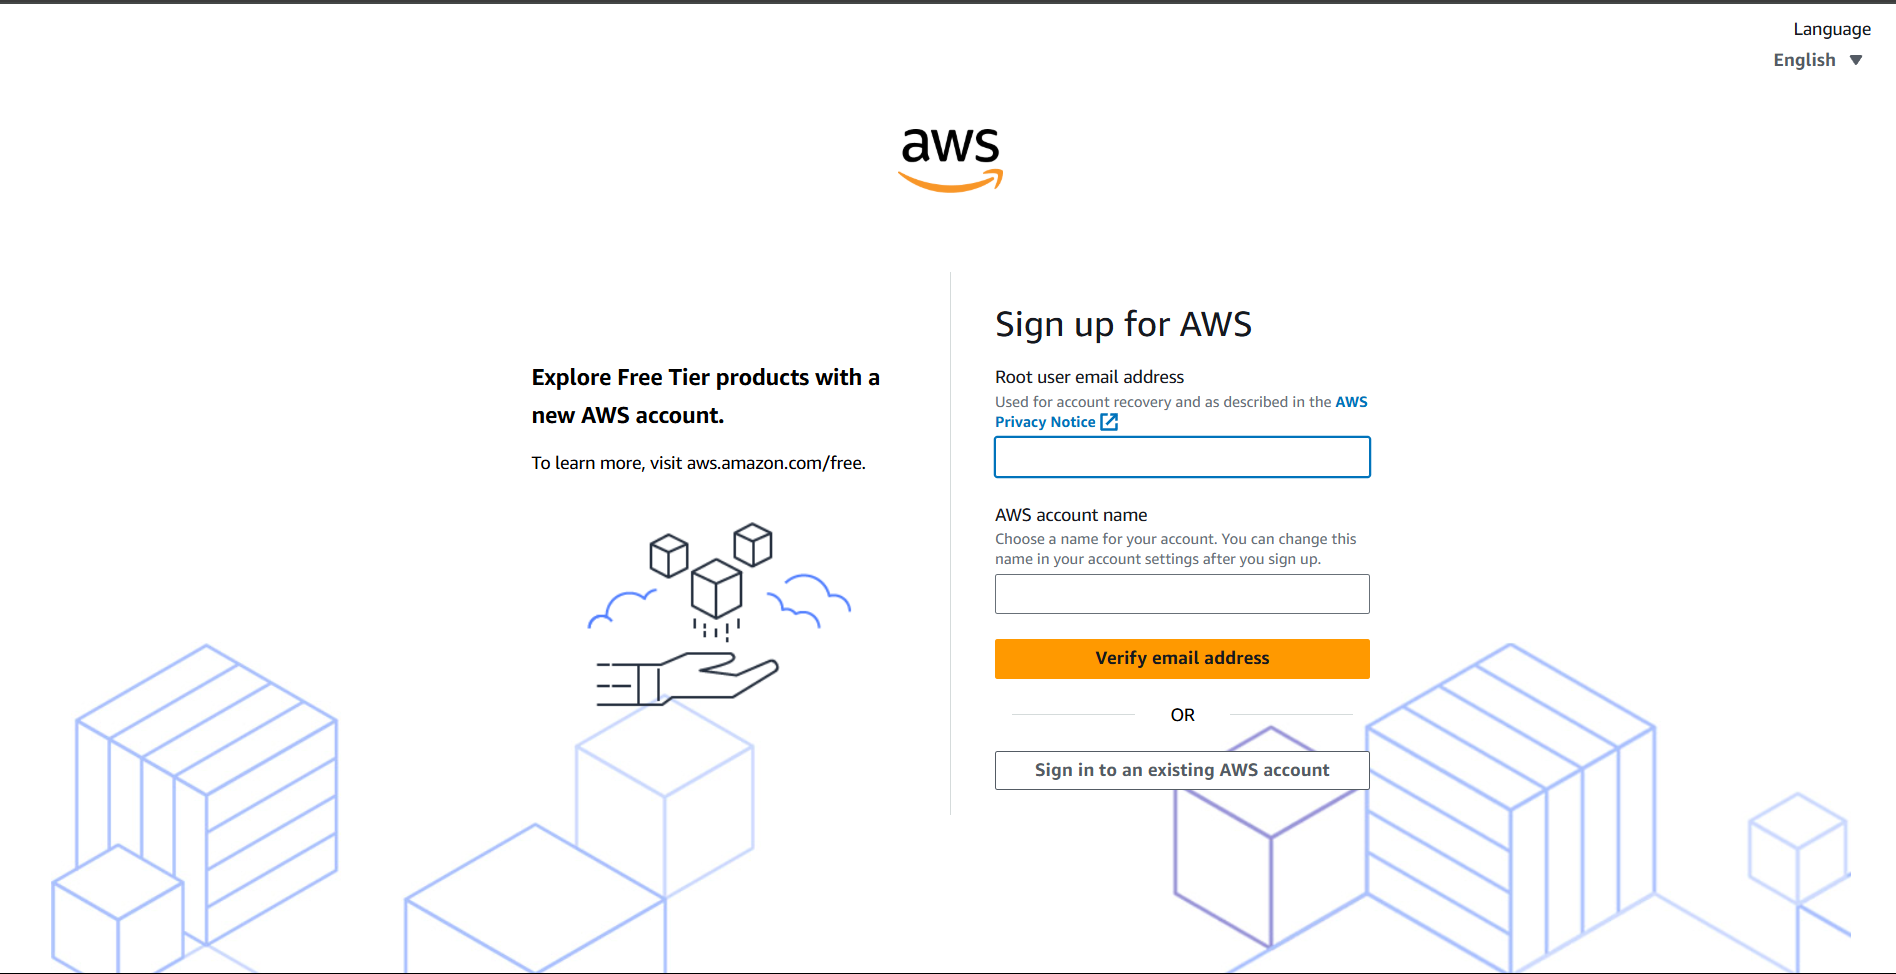 Language
English
aws
Explore Free Tier products with a
new AWS account.
To learn more, visit aws.amazon.com/free.
Sign up for AWS
Root user email address
Used for account recovery and as described in the AWS
Privacy Notice
AWS account name
Choose a name for your account. You can change this
name in your account settings after you sign up.
Verify email address
OR
Sign in to an existing AWS account